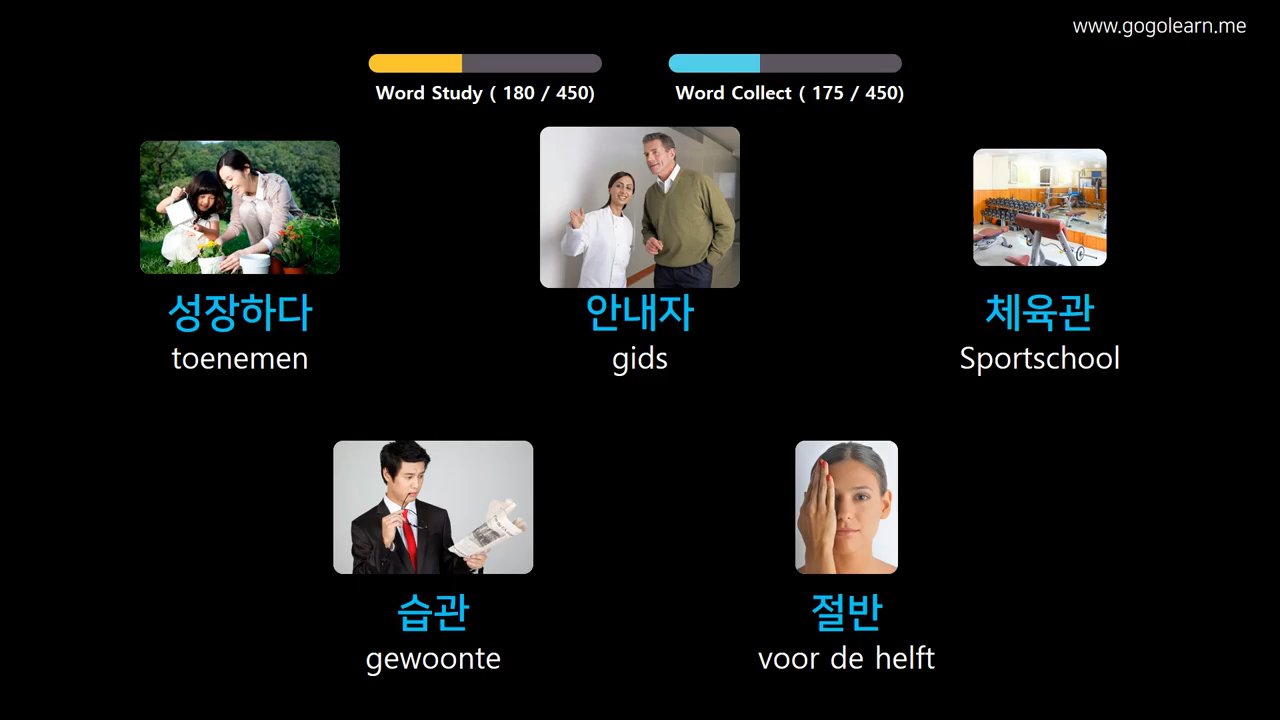 www.gogolearn.me
Word Study ( 180 / 450)
Word Collect ( 175 / 450)
성장하다
toenemen
안내자
gids
체육관
Sportschool
습관
gewoonte
절반
voor de helft